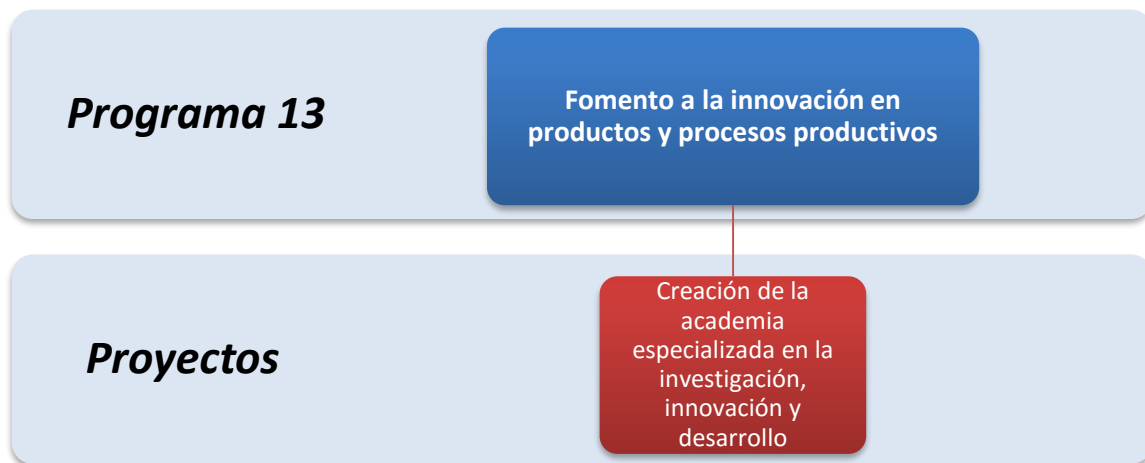 Programa 13
Fomento a la innovación en
productos y procesos productivos
Proyectos
Creación de la
academia
especializada en la
investigación,
innovación y
desarrollo